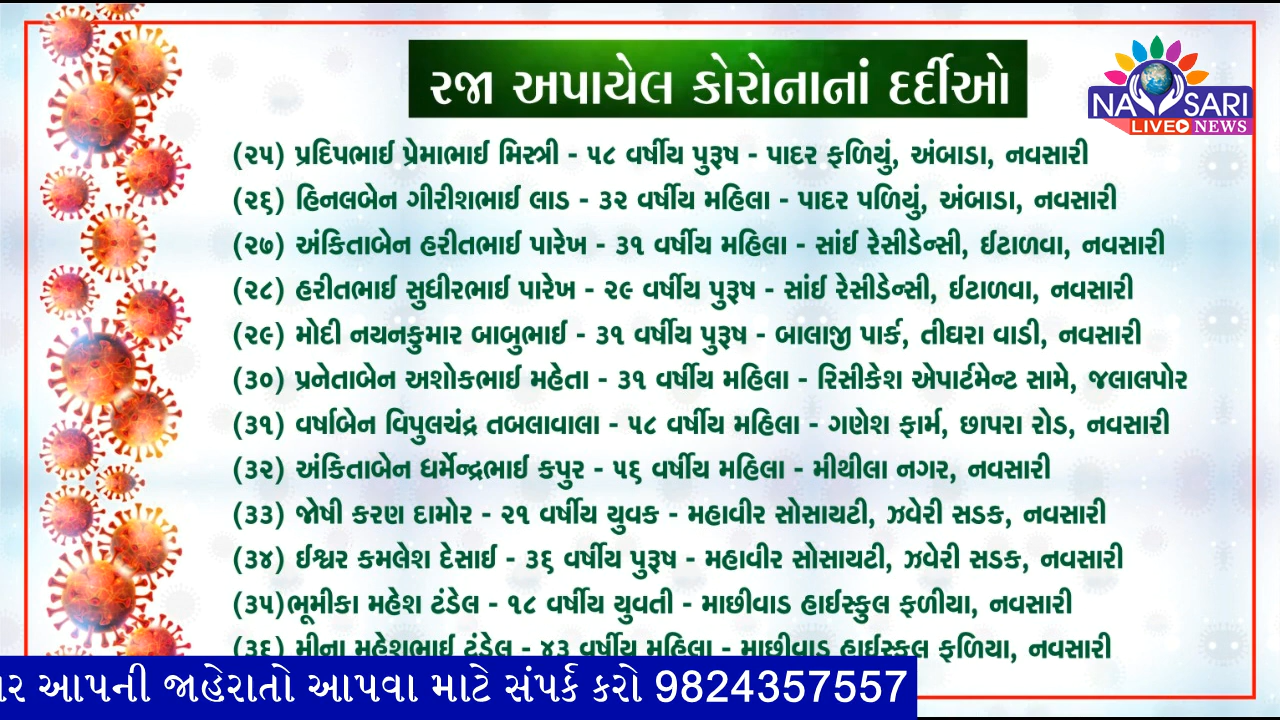 રજા અપાયેલ કોરોનાનાં દર્દીઓ
NAVSARI
LIVE NEWS
(૨૫) પ્રદિપભાઈ પ્રેમાભાઈ મિસ્ત્રી - ૫૮ વર્ષીય પુરૂષ - પાદર ફળિયું, અંબાડા, નવસારી
(૨૬) હિનલબેન ગીરીશભાઈ લાડ - ૩૨ વર્ષીય મહિલા - પાદર પળિયું, અંબાડા, નવસારી
(૨૭) અંકિતાબેન હરીતભાઈ પારેખ - ૩૧ વર્ષીય મહિલા - સાંઈ રેસીડેન્સી, ઈટાળવા, નવસારી
(૨૮) હરીતભાઈ સુધીરભાઈ પારેખ - ૨૯ વર્ષીય પુરૂષ - સાંઈ રેસીડેન્સી, ઈટાળવા, નવસારી
(૨૯) મોદી નયનકુમાર બાબુભાઈ - ૩૧ વર્ષીય પુરૂષ - બાલાજી પાર્ક, તીઘરા વાડી, નવસારી
(૩૦) પ્રનેતાબેન અશોકભાઈ મહેતા - ૩૧ વર્ષીય મહિલા - રિસીકેશ એપાર્ટમેન્ટ સામે, જલાલપોર
(૩૧) વર્ષાબેન વિપુલચંદ્ર તબલાવાલા - ૫૮ વર્ષીય મહિલા - ગણેશ ફાર્મ, છાપરા રોડ, નવસારી
(૩૨) અંકિતાબેન ધર્મેન્દ્રભાઈ કપુર - ૫૬ વર્ષીય મહિલા - મીથીલા નગર, નવસારી
(૩૩) જોષી કરણ દામોર - ૨૧ વર્ષીય યુવક - મહાવીર સોસાયટી, ઝવેરી સડક, નવસારી
(૩૪) ઈશ્વર કમલેશ દેસાઈ - ૩૬ વર્ષીય પુરૂષ - મહાવીર સોસાયટી, ઝવેરી સડક, નવસારી
(૩૫)ભૂમીકા મહેશ ટંડેલ - ૧૮ વર્ષીય યુવતી - માછીવાડ હાઈસ્કુલ ફળીયા, નવસારી
(૩૬) મીના મહેશભાઈ ટંડેલ - ૪૩ વર્ષીય મહિલા - માછીવાડ હાઈસ્કુલ ફળિયા, નવસારી
આપની જાહેરાતો આપવા માટે સંપર્ક કરો 9824357557